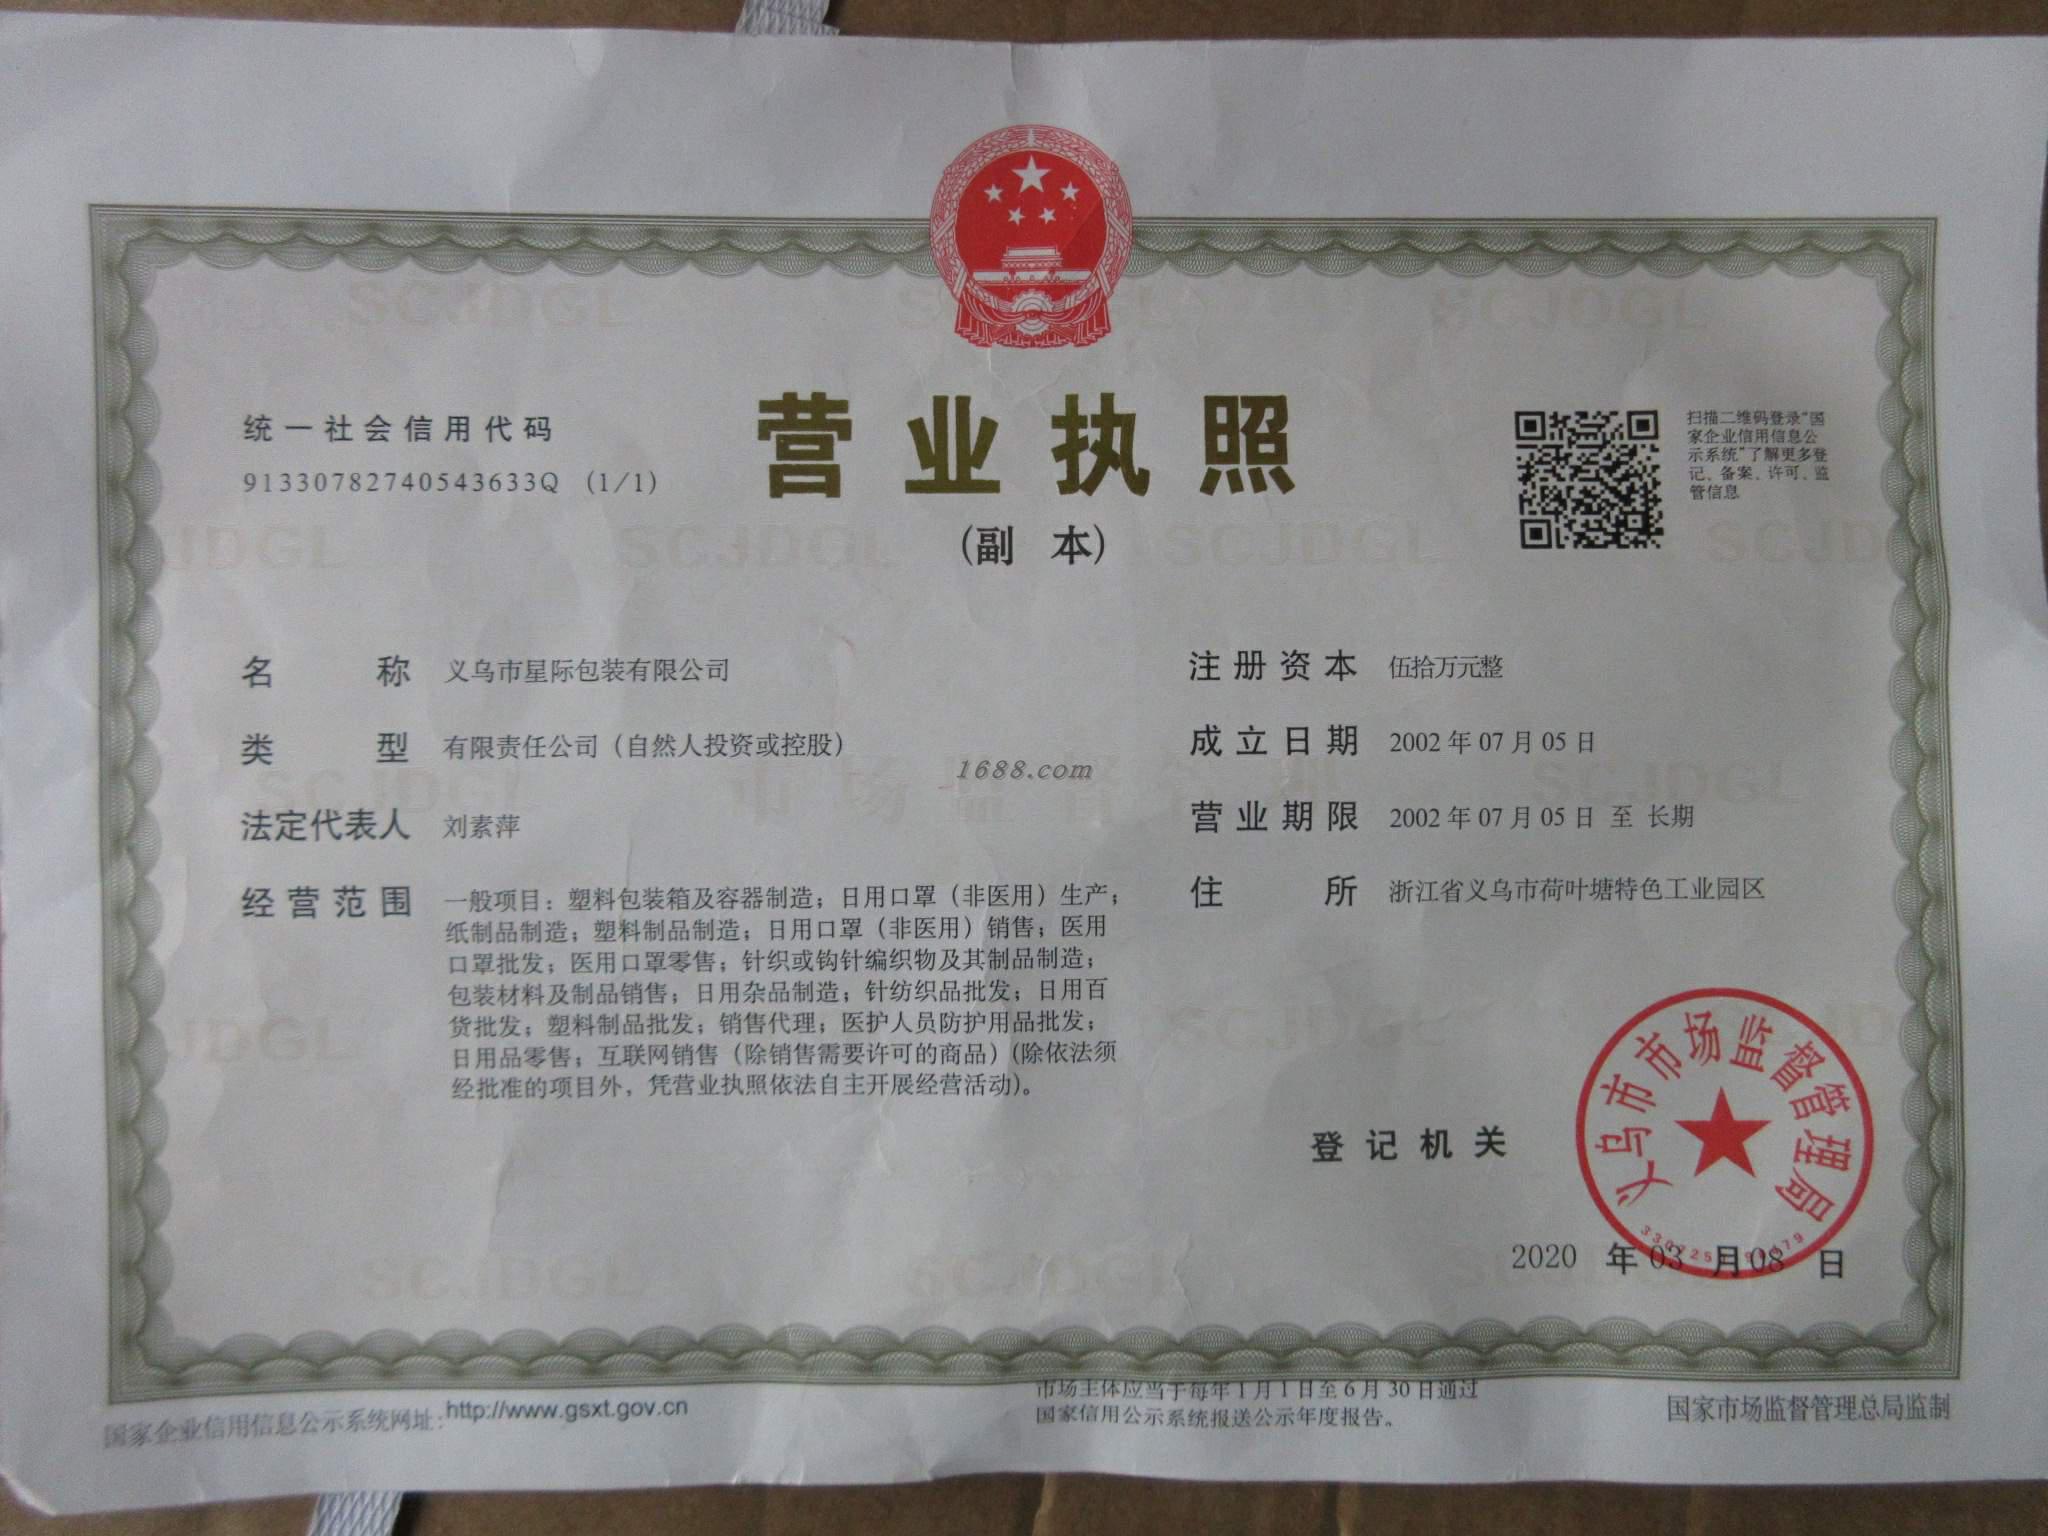 统一社会信用代码
91330782740543633Q (1/1)
营业执照
(副 本)
扫描二维码登录"国
家企业信用信息公
示系统"了解更多登
记、备案、许可、监
管信息
名 称 义乌市星际包装有限公司
类 型 有限责任公司（自然人投资或控股）
法定代表人 刘素萍
经营范围 一般项目：塑料包装箱及容器制造；日用口罩（非医用）生产；
纸制品制造；塑料制品制造；日用口罩（非医用）销售；医用
口罩批发；医用口罩零售；针织或钩针编织物及其制品制造；
包装材料及制品销售；日用杂品制造；针纺织品批发；日用百
货批发；塑料制品批发；销售代理；医护人员防护用品批发；
日用品零售；互联网销售（除销售需要许可的商品）(除依法须
经批准的项目外，凭营业执照依法自主开展经营活动)。
注册资本 伍拾万元整
成立日期 2002年07月05日
营业期限 2002年07月05日 至 长期
住 所 浙江省义乌市荷叶塘特色工业园区
1688.com
SCJDGL
市场监督管理
登记机关
义乌市市场监督管理局
2020 年 03 月 08 日
国家企业信用信息公示系统网址：http://www.gsxt.gov.cn
市场主体应当于每年1月1日至6月30日通过
国家信用公示系统报送公示年度报告。
国家市场监督管理总局监制